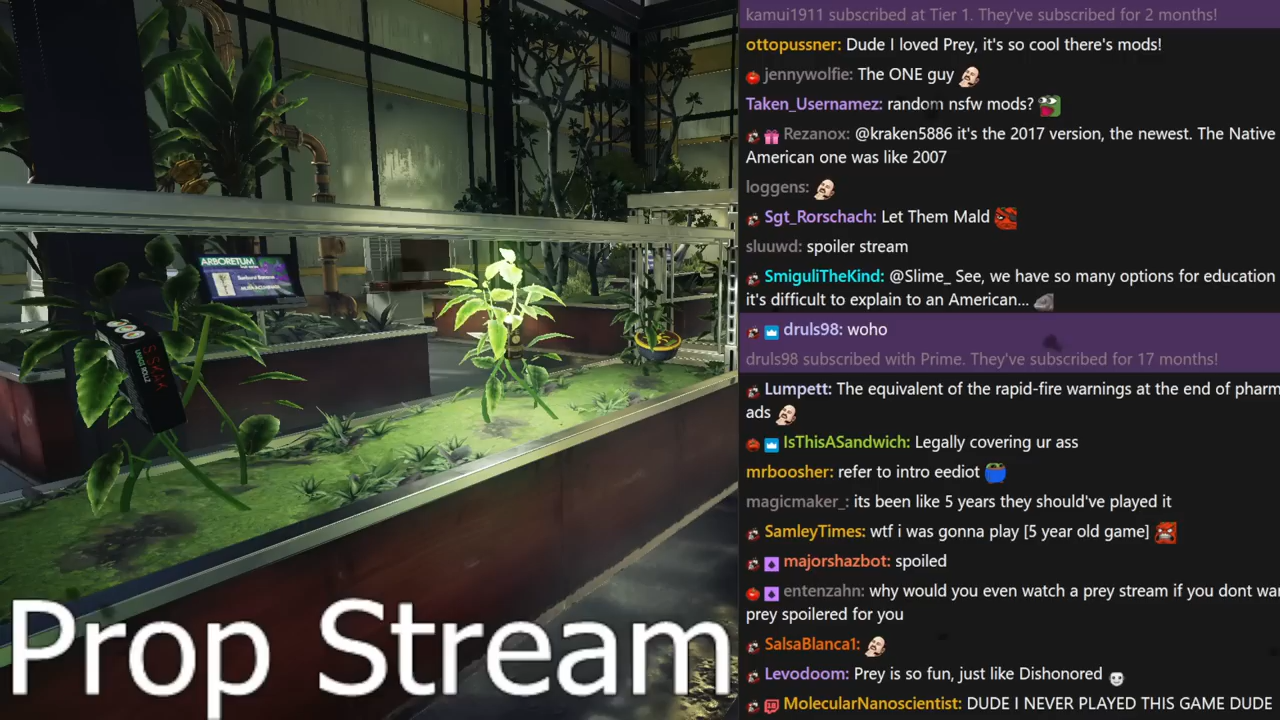 kamui1911 subscribed at Tier 1. They've subscribed for 2 months!
ottopussner: Dude I loved Prey, it's so cool there's mods!
jennywolfie: The ONE guy
Taken_Usernamez: random nsfw mods?
Rezanox: @kraken5886 it's the 2017 version, the newest. The Native
American one was like 2007
loggens:
Sgt_Rorschach: Let Them Mald
sluuwd: spoiler stream
SmiguliTheKind: @Slime_ See, we have so many options for education
it's difficult to explain to an American...
druls98: woho
druls98 subscribed with Prime. They've subscribed for 17 months!
Lumpett: The equivalent of the rapid-fire warnings at the end of pharm
ads
IsThisASandwich: Legally covering ur ass
mrboosher: refer to intro eediot
magicmaker_: its been like 5 years they should've played it
SamleyTimes: wtf i was gonna play [5 year old game]
majorshazbot: spoiled
entenzahn: why would you even watch a prey stream if you dont wa
prey spoilered for you
SalsaBlanca1:
Levodoom: Prey is so fun, just like Dishonored
MolecularNanoscientist: DUDE I NEVER PLAYED THIS GAME DUDE
ARBORETUM
Prop Stream